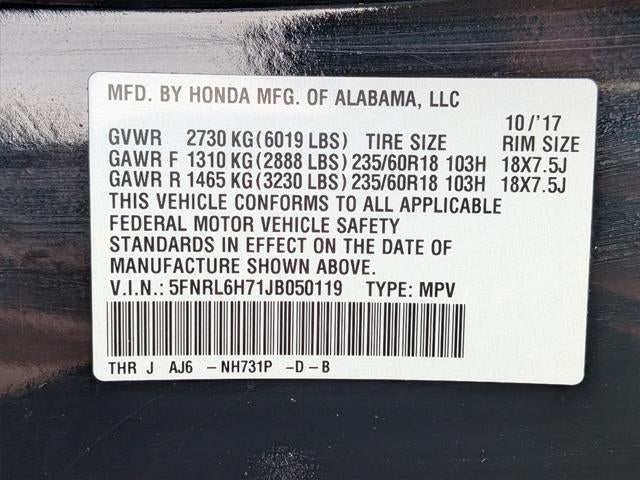 MFD. BY HONDA MFG. OF ALABAMA, LLC
10/'17
GVWR 2730 KG(6019 LBS) TIRE SIZE RIM SIZE
GAWR F 1310 KG(2888 LBS) 235/60R18 103H 18X7.5J
GAWR R 1465 KG(3230 LBS) 235/60R18 103H 18X7.5J
THIS VEHICLE CONFORMS TO ALL APPLICABLE
FEDERAL MOTOR VEHICLE SAFETY
STANDARDS IN EFFECT ON THE DATE OF
MANUFACTURE SHOWN ABOVE.
V.I.N.: 5FNRL6H71JB050119 TYPE: MPV
THR J AJ6 - NH731P - D - B